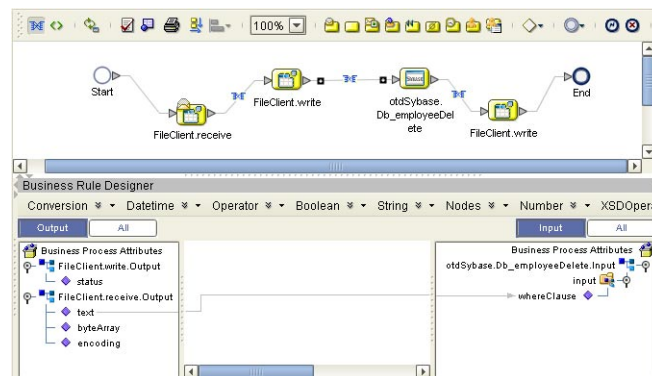 100%
Start
FileClient.receive
FileClient.write
otdSybase.
Db_employeeDel
ete
FileClient.write
End
Business Rule Designer
Conversion Datetime Operator Boolean String Nodes Number XSDOpera
Output All Input All
Business Process Attributes
FileClient.write.Output
status
FileClient.receive.Output
text
byteArray
encoding
Business Process Attributes
otdSybase.Db_employeeDelete.Input
input
whereClause